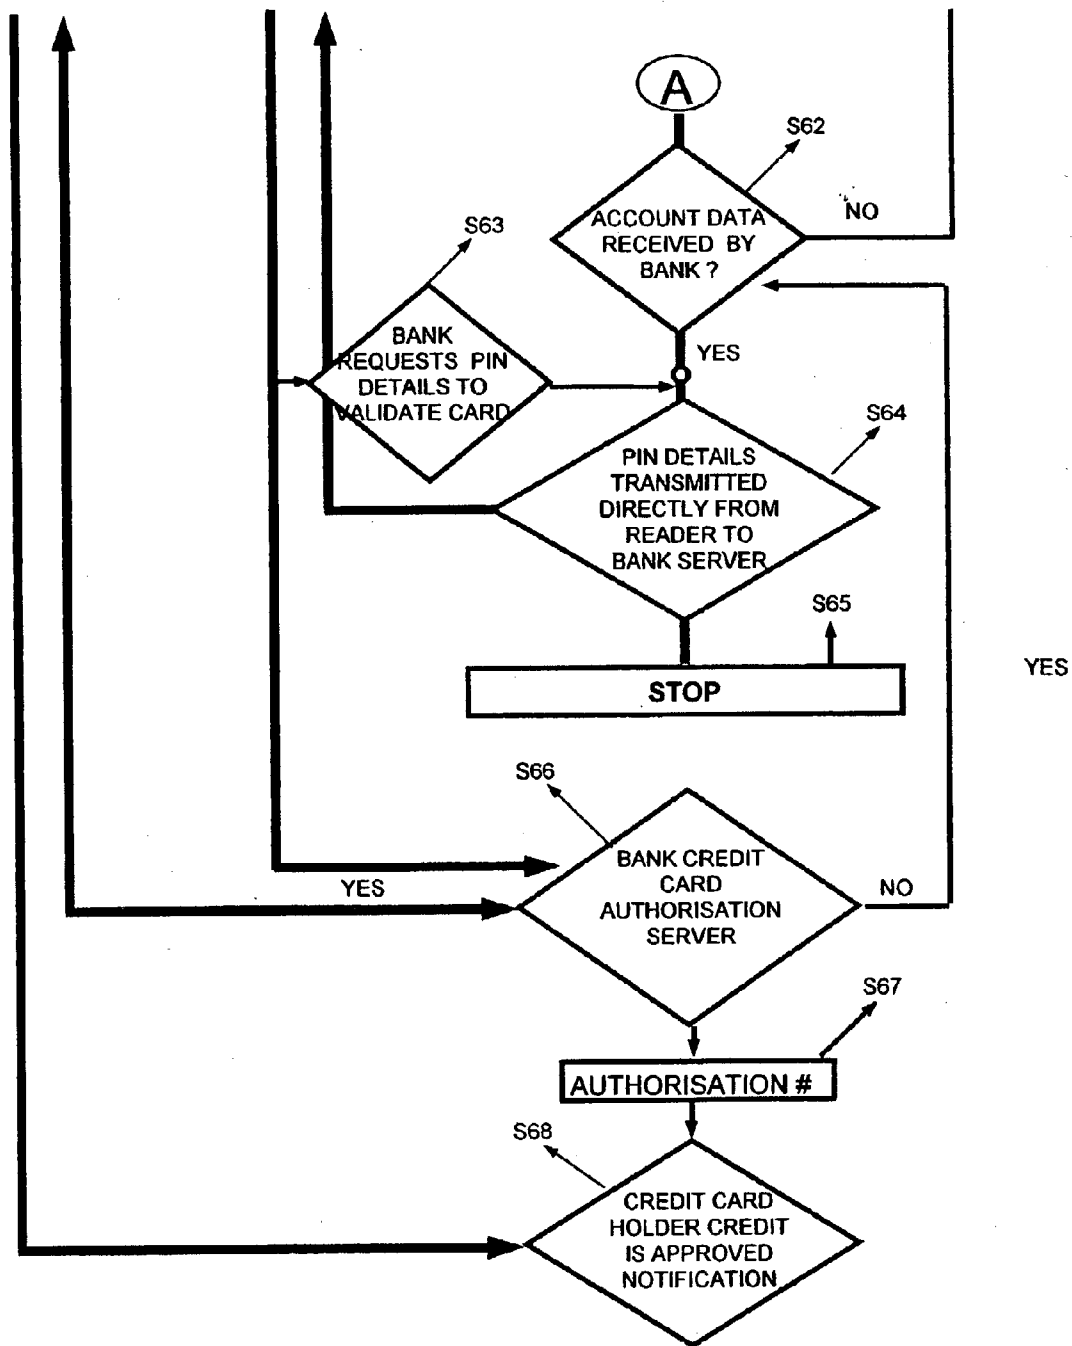 A
S62
ACCOUNT DATA
RECEIVED BY
BANK ?
NO
S63
BANK
REQUESTS PIN
DETAILS TO
VALIDATE CARD
YES
S64
PIN DETAILS
TRANSMITTED
DIRECTLY FROM
READER TO
BANK SERVER
S65
STOP
YES
S66
BANK CREDIT
CARD
AUTHORISATION
SERVER
YES
NO
S67
AUTHORISATION #
S68
CREDIT CARD
HOLDER CREDIT
IS APPROVED
NOTIFICATION